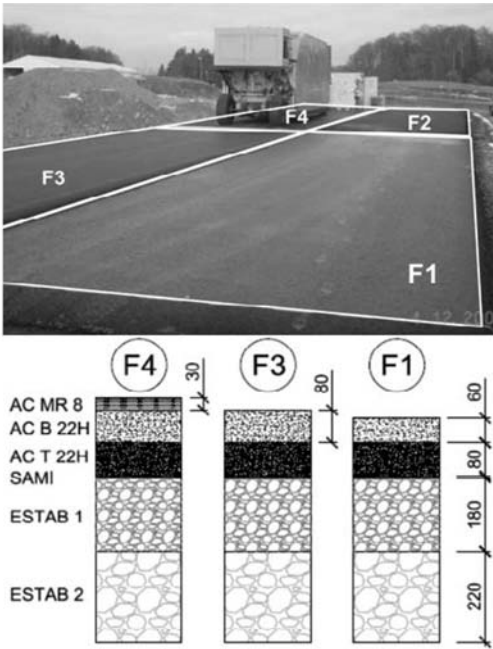 F4
F2
F3
F1
F4
F3
F1
30
80
60
AC MR 8
AC B 22H
AC T 22H
80
SAMI
ESTAB 1
180
ESTAB 2
220